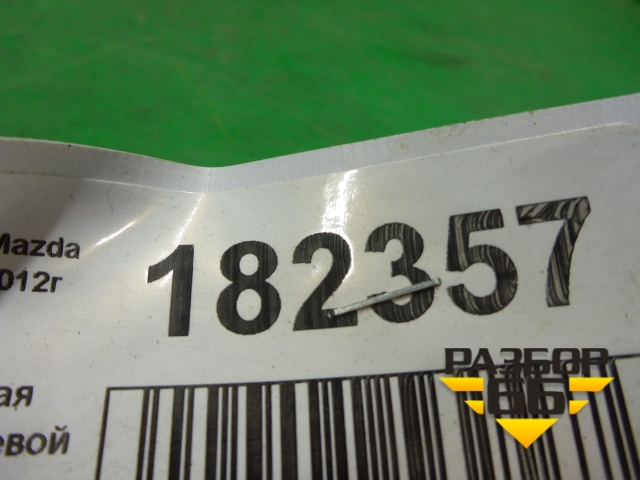 Mazda
012г
182357
ая
евой
РАЗБОР
66